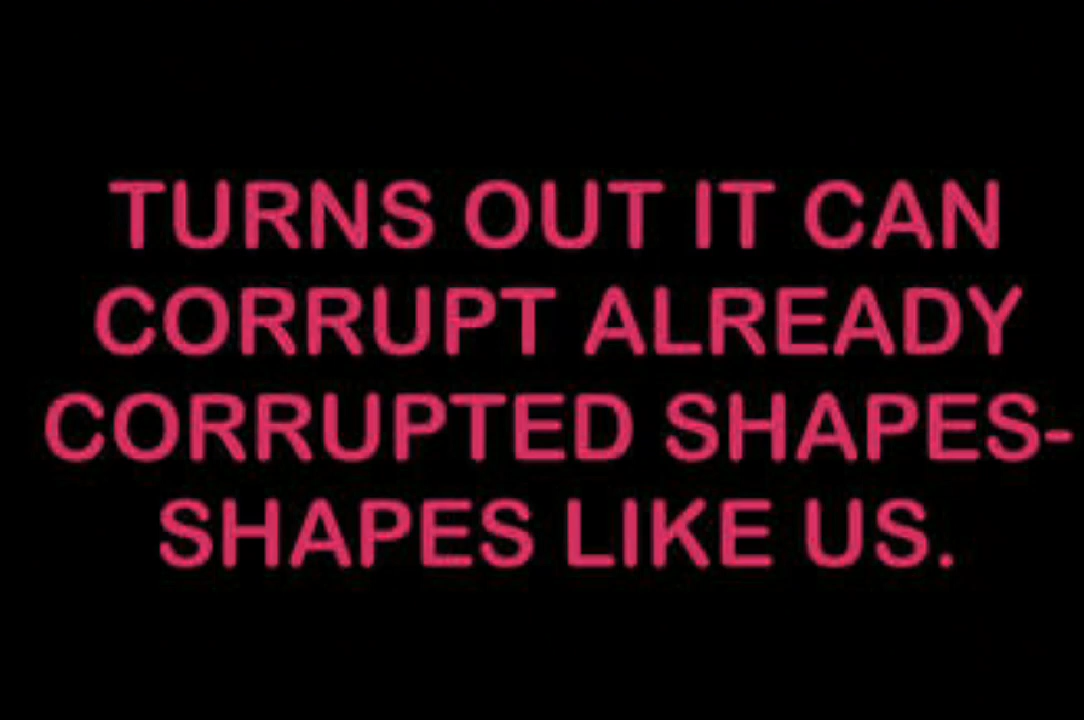 TURNS OUT IT CAN
CORRUPT ALREADY
CORRUPTED SHAPES-
SHAPES LIKE US.